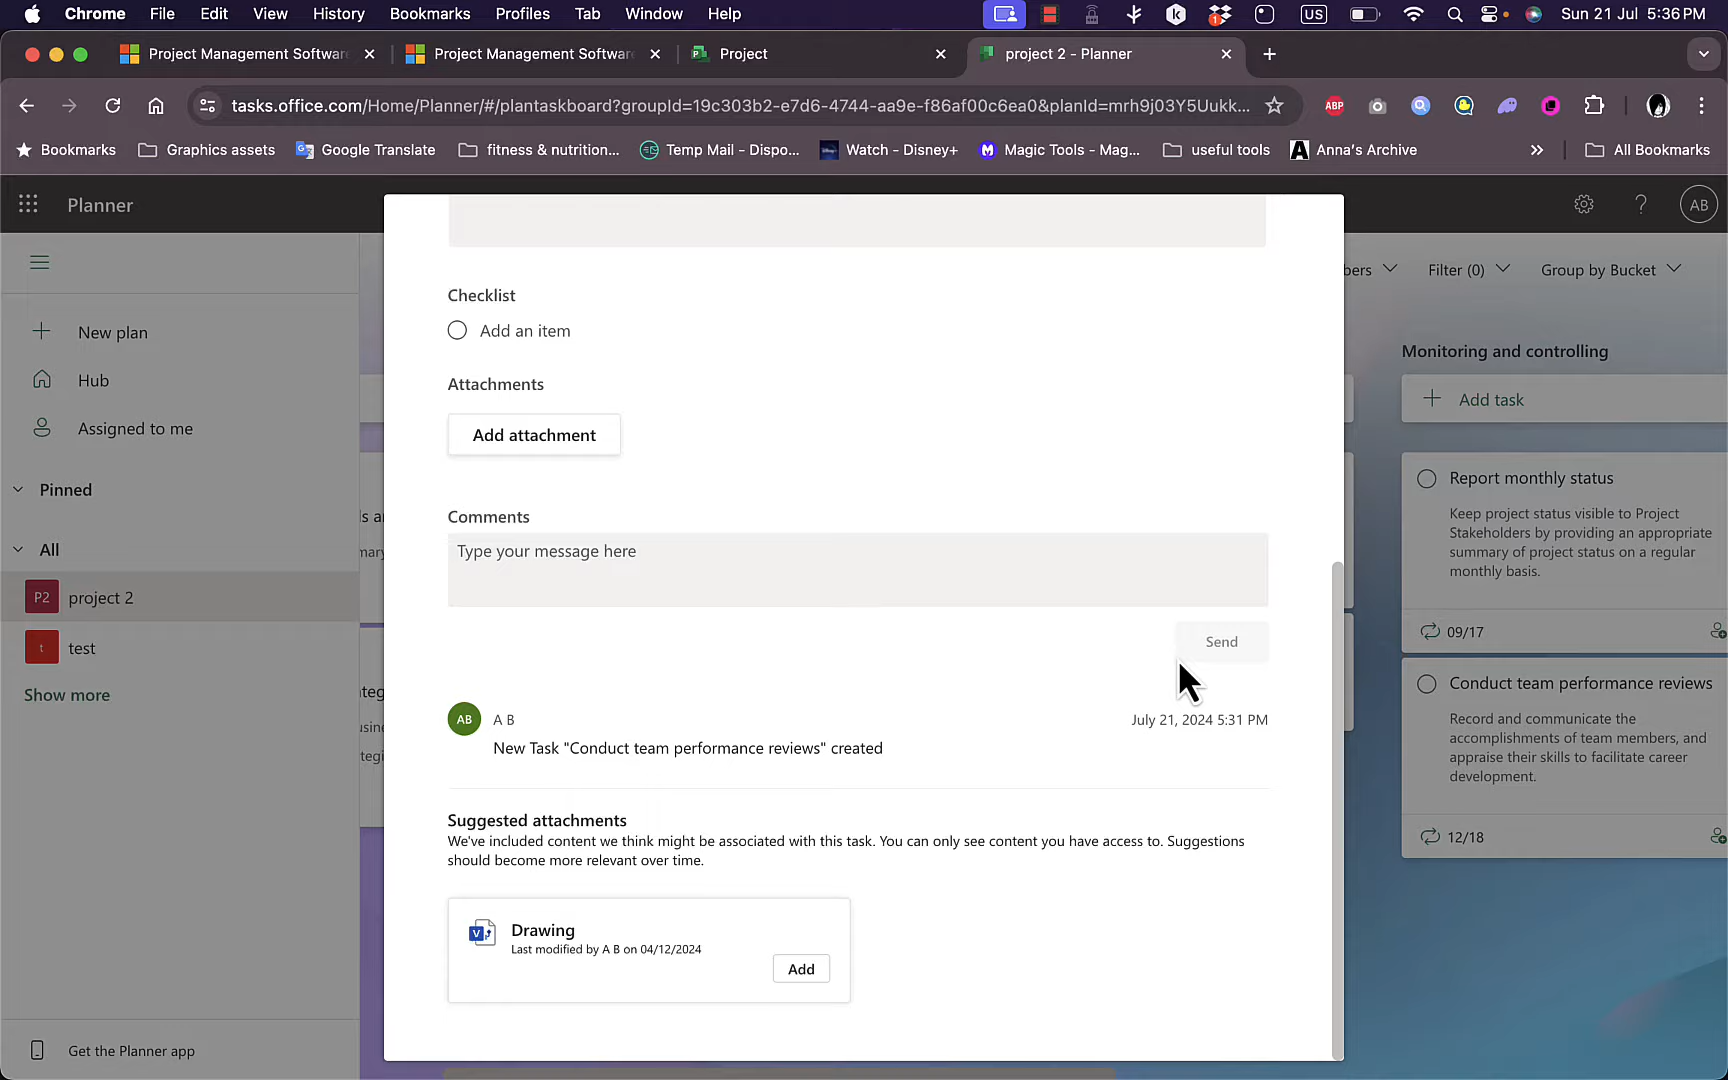 Chrome File Edit View History Bookmarks Profiles Tab Window Help US Sun 21 Jul 5:36 PM
Project Management Softwar Project Management Softwar Project project 2 - Planner
tasks.office.com/Home/Planner/#/plantaskboard?groupId=19c303b2-e7d6-4744-aa9e-f86af00c6ea0&planId=mrh9j03Y5Uukk... ABP
Bookmarks Graphics assets Google Translate fitness & nutrition... Temp Mail - Dispo... Watch - Disney+ Magic Tools - Mag... useful tools Anna's Archive All Bookmarks
Planner
AB
New plan
Hub
Assigned to me
Pinned
All
P2 project 2
t test
Show more
Get the Planner app
Checklist
Add an item
Attachments
Add attachment
Comments
Type your message here
Send
AB A B July 21, 2024 5:31 PM
New Task "Conduct team performance reviews" created
Suggested attachments
We've included content we think might be associated with this task. You can only see content you have access to. Suggestions
should become more relevant over time.
Drawing
Last modified by A B on 04/12/2024
Add
bers Filter (0) Group by Bucket
Monitoring and controlling
Add task
Report monthly status
Keep project status visible to Project
Stakeholders by providing an appropriate
summary of project status on a regular
monthly basis.
09/17
Conduct team performance reviews
Record and communicate the
accomplishments of team members, and
appraise their skills to facilitate career
development.
12/18